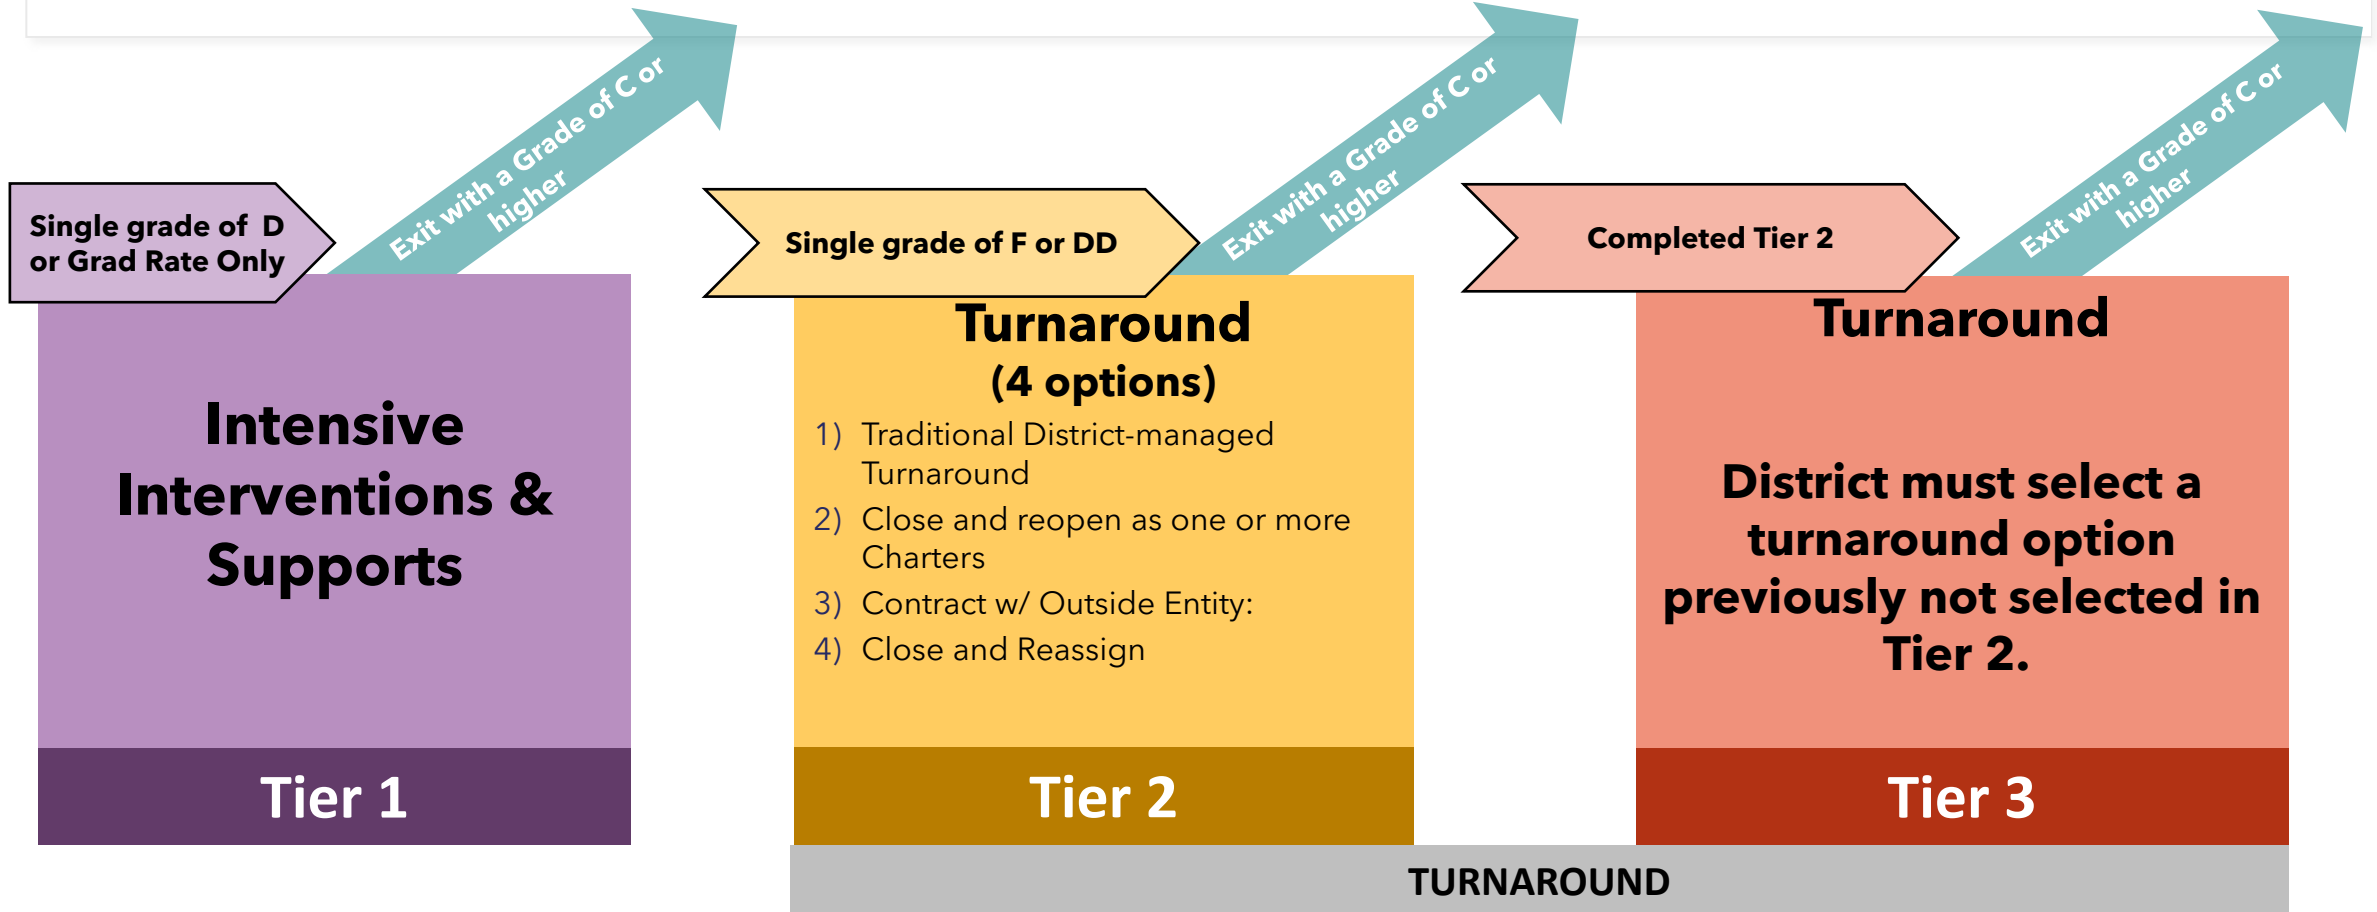 Single grade of D
or Grad Rate Only
Exit with a Grade of C or
higher
Intensive
Interventions &
Supports
Tier 1
Single grade of F or DD
Exit with a Grade of C or
higher
Turnaround
(4 options)
1) Traditional District-managed
Turnaround
2) Close and reopen as one or more
Charters
3) Contract w/ Outside Entity:
4) Close and Reassign
Tier 2
Completed Tier 2
Exit with a Grade of C or
higher
Turnaround
District must select a
turnaround option
previously not selected in
Tier 2.
Tier 3
TURNAROUND